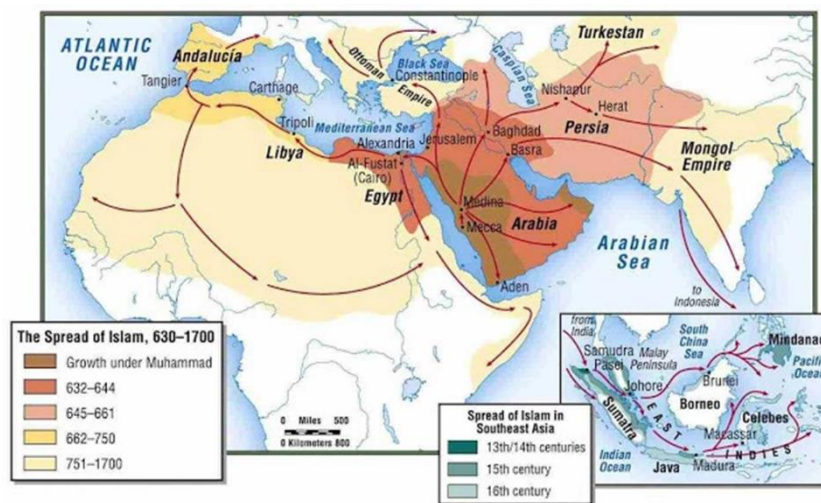 ATLANTIC
OCEAN
Andalucía
Tangier
Carthage
Tripoli
Libya
Mediterranean Sea
Alexandria
Al-Fustat
(Cairo)
Egypt
Ottoman
Empire
Black Sea
Constantinople
Caspian Sea
Turkestan
Nishapur
Herat
Persia
Jerusalem
Baghdad
Basra
Mongol
Empire
Medina
Mecca
Arabia
Aden
Arabian
Sea
to
Indonesia
The Spread of Islam, 630–1700
Growth under Muhammad
632–644
645–661
662–750
751–1700
0 Miles 500
0 Kilometers 800
Spread of Islam in
Southeast Asia
13th/14th centuries
15th century
16th century
from
India
Samudra
Pasei
Malay
Peninsula
South
China
Sea
Mindanao
Pacific
Ocean
Johore
Brunei
Sumatra
Borneo
Celebes
EAST
INDIES
Macassar
Indian
Ocean
Java
Madura